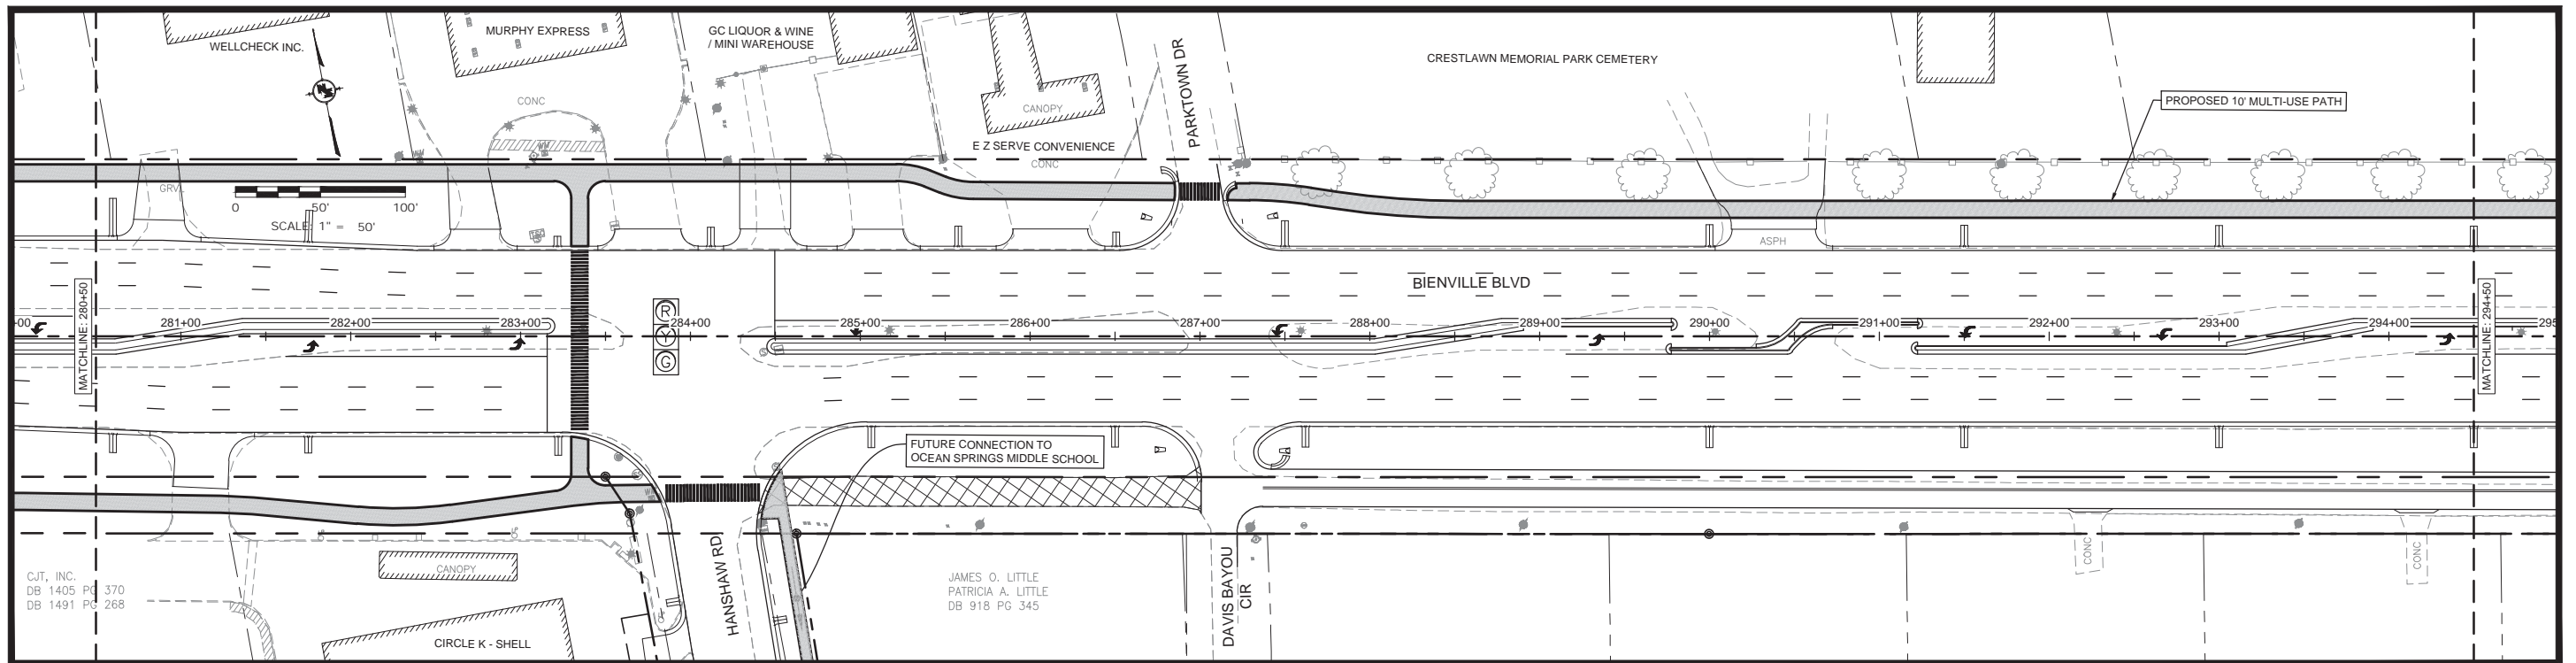 WELLCHECK INC.
MURPHY EXPRESS
GC LIQUOR & WINE
/ MINI WAREHOUSE
CONC
CANOPY
E Z SERVE CONVENIENCE
CONC
PARKTOWN DR
CRESTLAWN MEMORIAL PARK CEMETERY
PROPOSED 10' MULTI-USE PATH
GRVL
0 50' 100'
SCALE: 1" = 50'
ASPH
BIENVILLE BLVD
MATCHLINE: 280+50
MATCHLINE: 294+50
R
Y
G
+00 281+00 282+00 283+00 284+00 285+00 286+00 287+00 288+00 289+00 290+00 291+00 292+00 293+00 294+00 295
FUTURE CONNECTION TO
OCEAN SPRINGS MIDDLE SCHOOL
HANSHAW RD
DAVIS BAYOU
CIR
CONC
CONC
CANOPY
CJT, INC.
DB 1405 PG 370
DB 1491 PG 268
JAMES O. LITTLE
PATRICIA A. LITTLE
DB 918 PG 345
CIRCLE K - SHELL